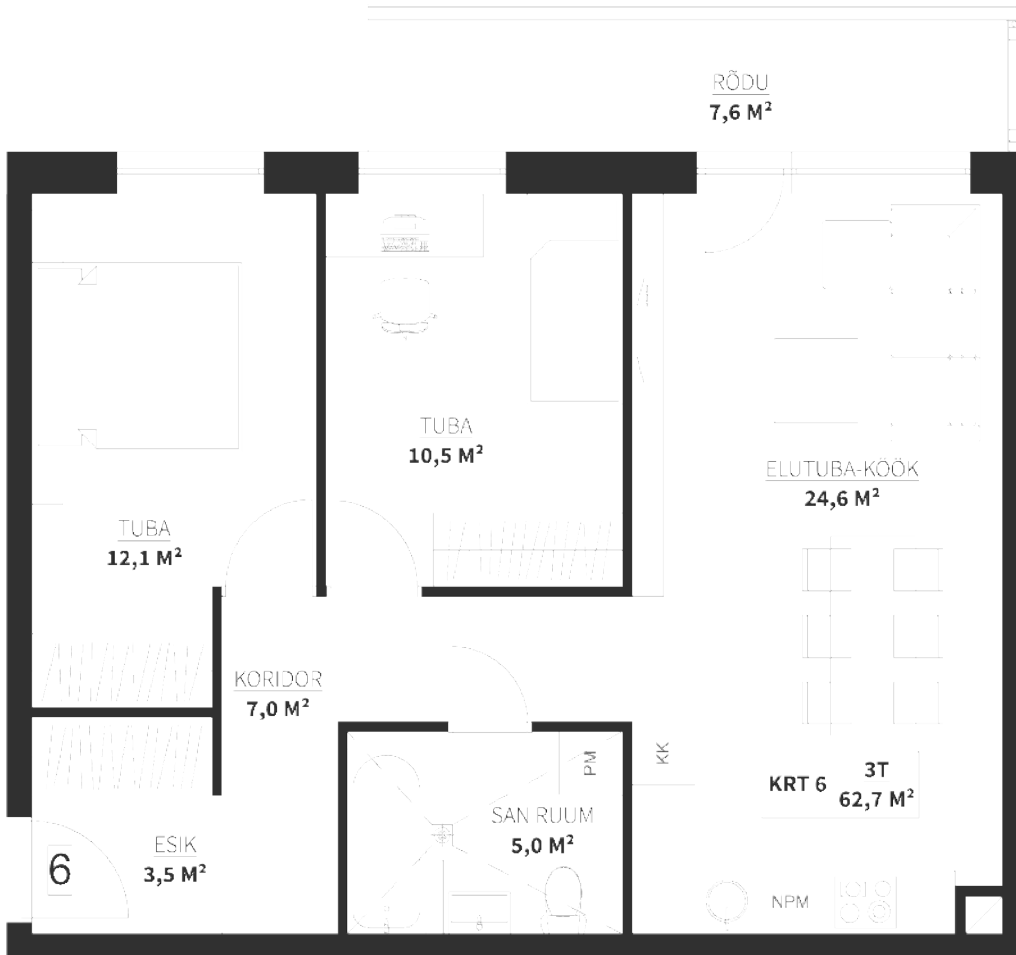 RÕDU
7,6 M²
TUBA
10,5 M²
ELUTUBA-KÖÖK
24,6 M²
TUBA
12,1 M²
KORIDOR
7,0 M²
PM
KK
KRT 6
3T
62,7 M²
SAN RUUM
5,0 M²
ESIK
3,5 M²
6
NPM